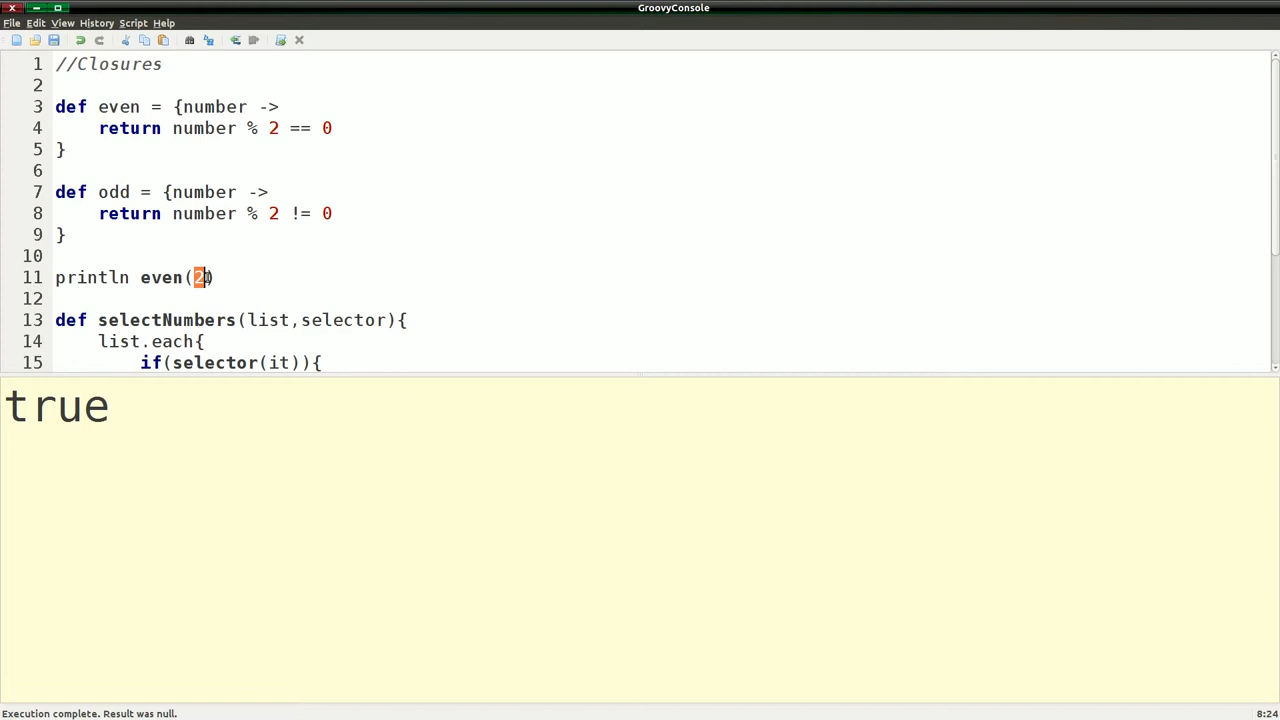 GroovyConsole
File Edit View History Script Help
1 //Closures
2
3 def even = {number ->
4 return number % 2 == 0
5 }
6
7 def odd = {number ->
8 return number % 2 != 0
9 }
10
11 println even(2)
12
13 def selectNumbers(list,selector){
14 list.each{
15 if(selector(it)){
true
Execution complete. Result was null.
8:24